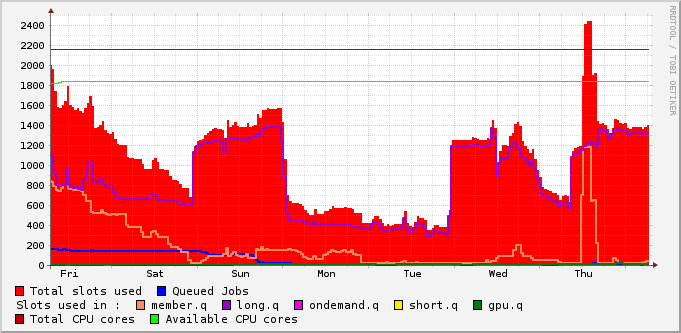 RRDTOOL / TOBI OETIKER
2400
2200
2000
1800
1600
1400
1200
1000
800
600
400
200
0
Fri Sat Sun Mon Tue Wed Thu
Total slots used Queued Jobs
Slots used in : member.q long.q ondemand.q short.q gpu.q
Total CPU cores Available CPU cores